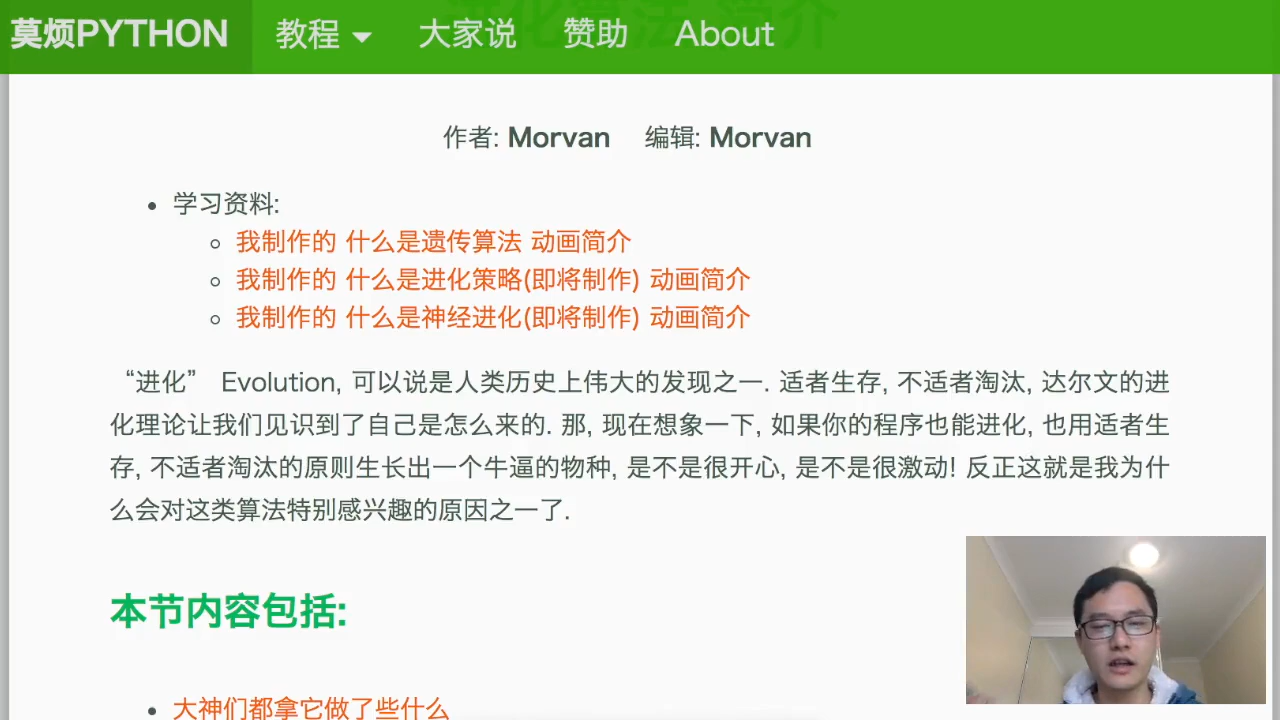 进化算法 简介
莫烦PYTHON 教程 大家说 赞助 About
作者: Morvan 编辑: Morvan
学习资料:
我制作的 什么是遗传算法 动画简介
我制作的 什么是进化策略(即将制作) 动画简介
我制作的 什么是神经进化(即将制作) 动画简介
“进化” Evolution, 可以说是人类历史上伟大的发现之一. 适者生存, 不适者淘汰, 达尔文的进
化理论让我们见识到了自己是怎么来的. 那, 现在想象一下, 如果你的程序也能进化, 也用适者生
存, 不适者淘汰的原则生长出一个牛逼的物种, 是不是很开心, 是不是很激动! 反正这就是我为什
么会对这类算法特别感兴趣的原因之一了.
本节内容包括:
大神们都拿它做了些什么